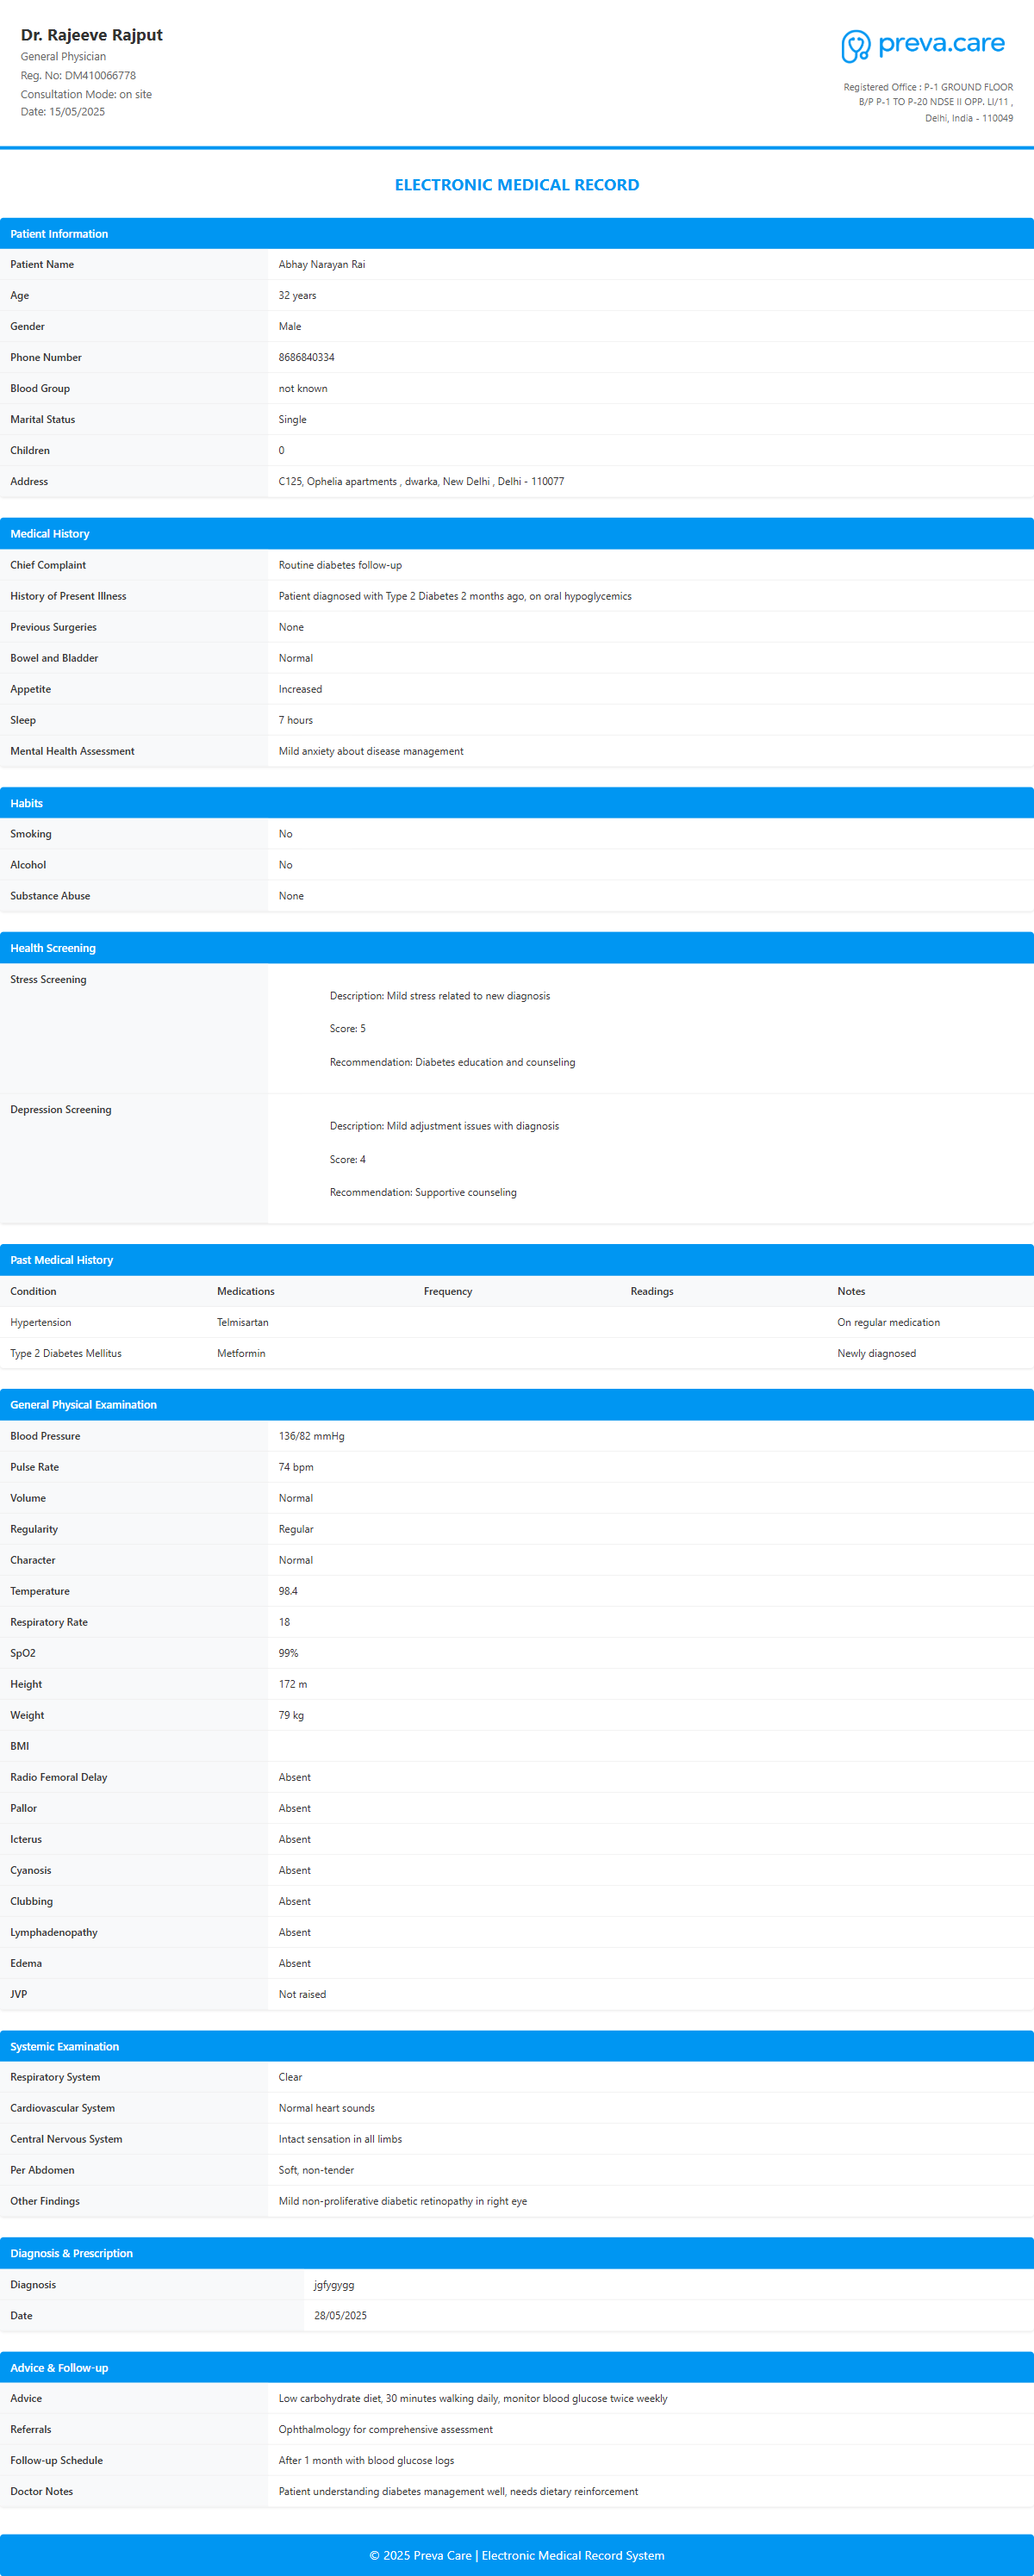 Dr. Rajeeve Rajput
General Physician
Reg. No: DM410066778
Consultation Mode: on site
Date: 15/05/2025
preva.care
Registered Office : P-1 GROUND FLOOR
B/P P-1 TO P-20 NDSE II OPP. LI/11 ,
Delhi, India - 110049
ELECTRONIC MEDICAL RECORD
Patient Information
Patient Name Abhay Narayan Rai
Age 32 years
Gender Male
Phone Number 8686840334
Blood Group not known
Marital Status Single
Children 0
Address C125, Ophelia apartments , dwarka, New Delhi , Delhi - 110077
Medical History
Chief Complaint Routine diabetes follow-up
History of Present Illness Patient diagnosed with Type 2 Diabetes 2 months ago, on oral hypoglycemics
Previous Surgeries None
Bowel and Bladder Normal
Appetite Increased
Sleep 7 hours
Mental Health Assessment Mild anxiety about disease management
Habits
Smoking No
Alcohol No
Substance Abuse None
Health Screening
Stress Screening
Description: Mild stress related to new diagnosis
Score: 5
Recommendation: Diabetes education and counseling
Depression Screening
Description: Mild adjustment issues with diagnosis
Score: 4
Recommendation: Supportive counseling
Past Medical History
Condition Medications Frequency Readings Notes
Hypertension Telmisartan On regular medication
Type 2 Diabetes Mellitus Metformin Newly diagnosed
General Physical Examination
Blood Pressure 136/82 mmHg
Pulse Rate 74 bpm
Volume Normal
Regularity Regular
Character Normal
Temperature 98.4
Respiratory Rate 18
SpO2 99%
Height 172 m
Weight 79 kg
BMI
Radio Femoral Delay Absent
Pallor Absent
Icterus Absent
Cyanosis Absent
Clubbing Absent
Lymphadenopathy Absent
Edema Absent
JVP Not raised
Systemic Examination
Respiratory System Clear
Cardiovascular System Normal heart sounds
Central Nervous System Intact sensation in all limbs
Per Abdomen Soft, non-tender
Other Findings Mild non-proliferative diabetic retinopathy in right eye
Diagnosis & Prescription
Diagnosis jgfygygg
Date 28/05/2025
Advice & Follow-up
Advice Low carbohydrate diet, 30 minutes walking daily, monitor blood glucose twice weekly
Referrals Ophthalmology for comprehensive assessment
Follow-up Schedule After 1 month with blood glucose logs
Doctor Notes Patient understanding diabetes management well, needs dietary reinforcement
© 2025 Preva Care | Electronic Medical Record System